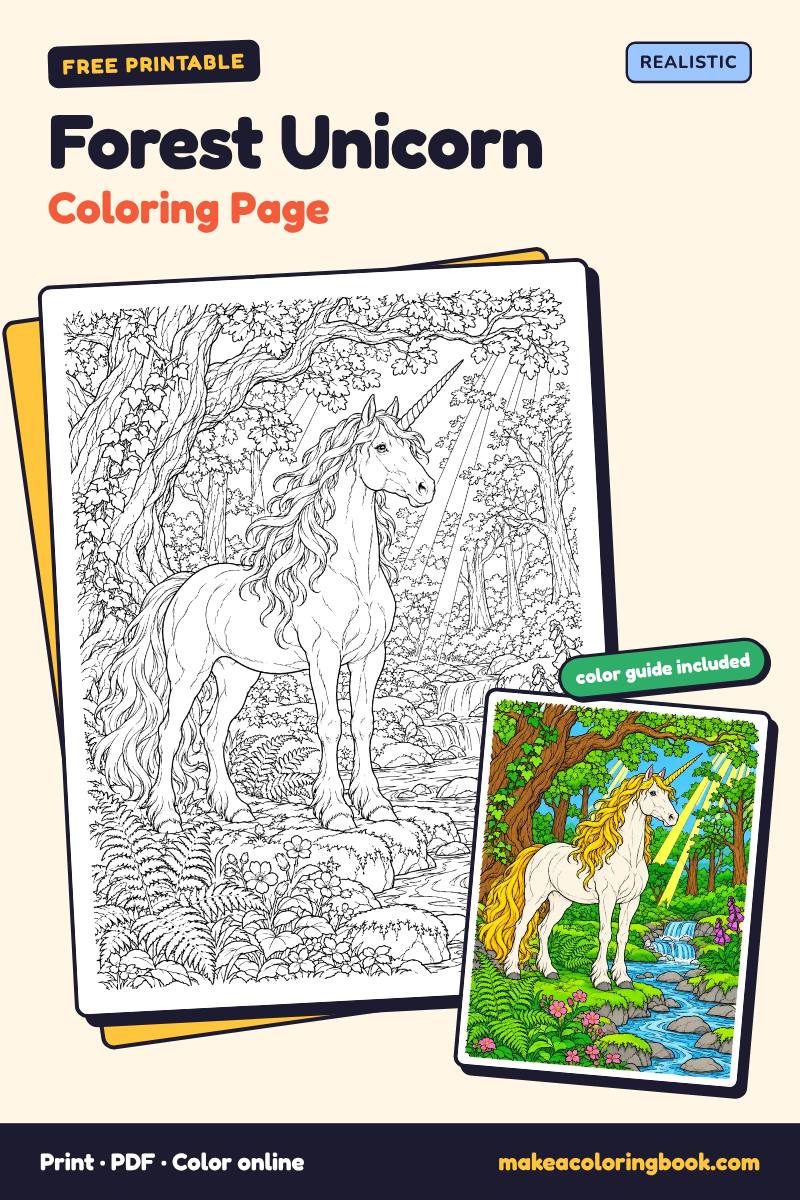 FREE PRINTABLE
REALISTIC
Forest Unicorn
Coloring Page
color guide included
Print · PDF · Color online
makeacoloringbook.com